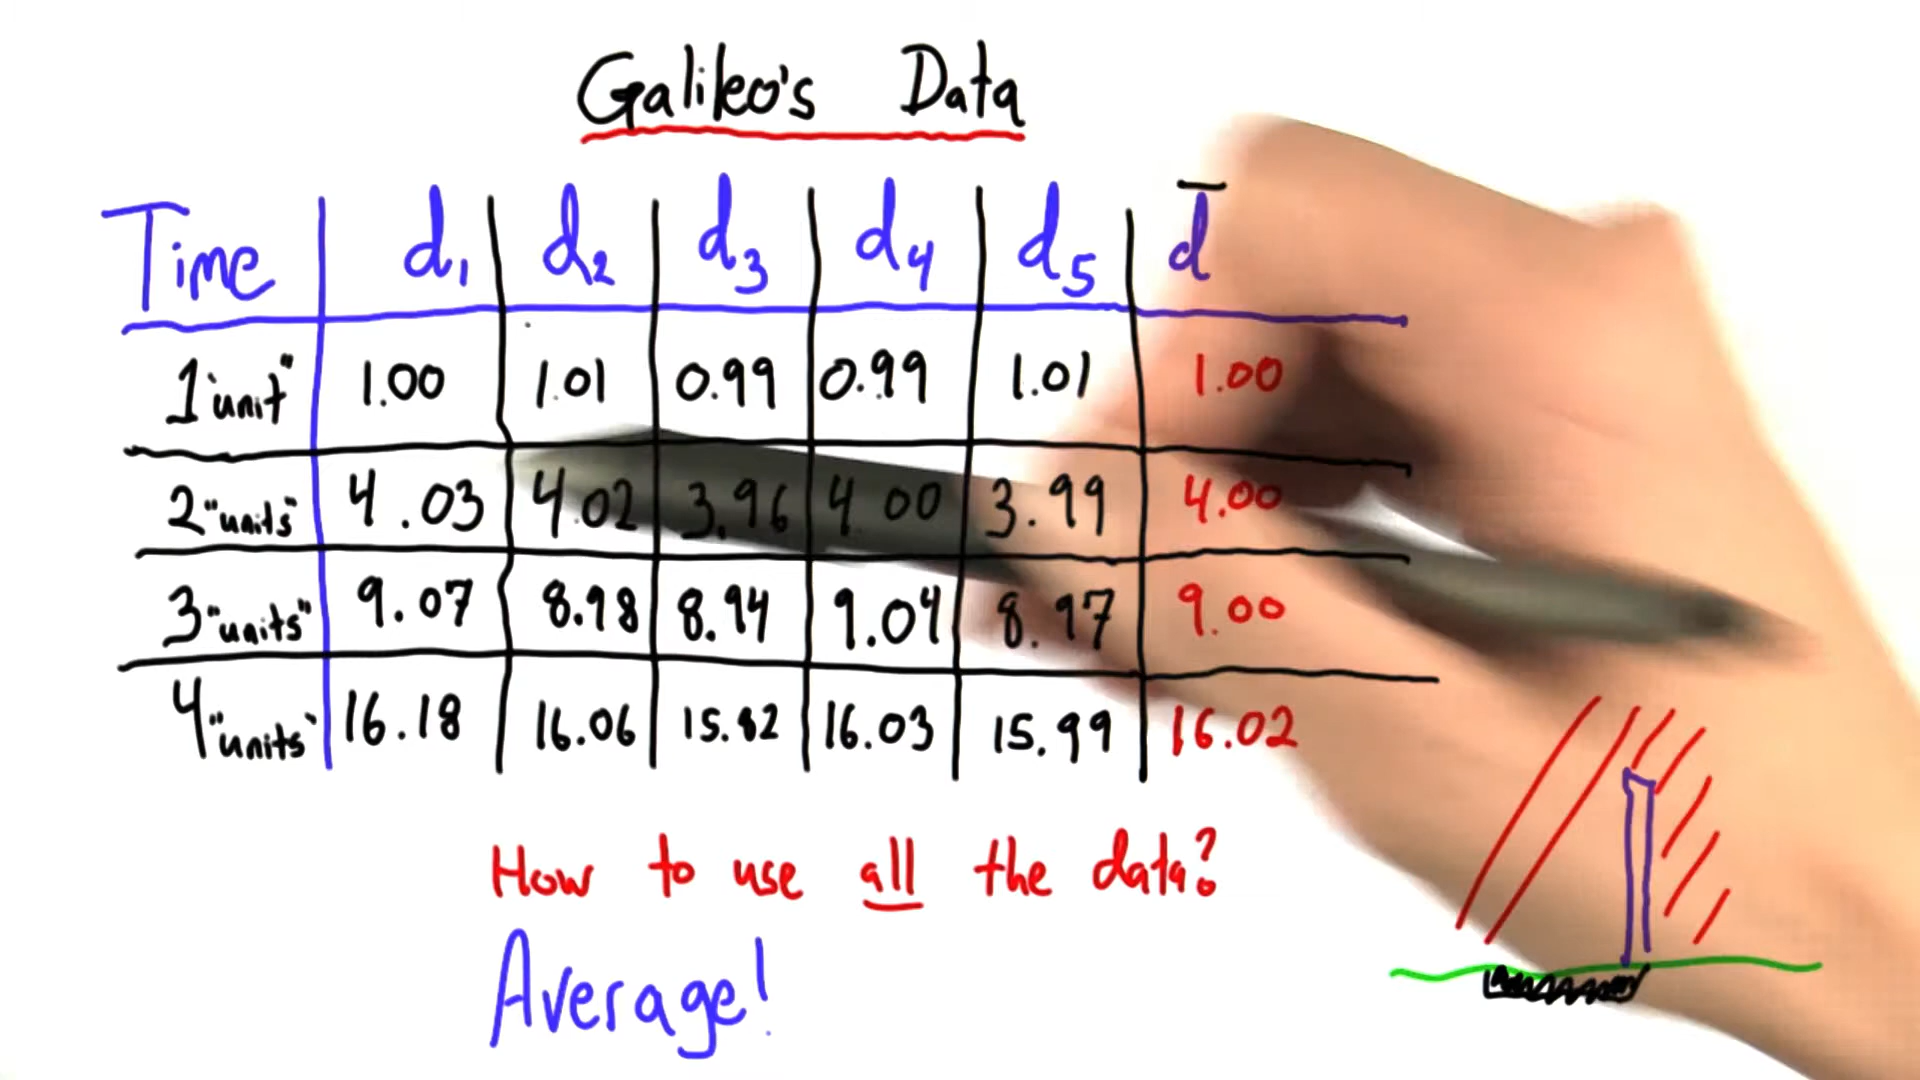 Galileo's Data
Time d1 d2 d3 d4 d5 d̄
1 "unit" 1.00 1.01 0.99 0.99 1.01 1.00
2 "units" 4.03 4.02 3.96 4.00 3.99 4.00
3 "units" 9.07 8.98 8.94 9.04 8.97 9.00
4 "units" 16.18 16.06 15.82 16.03 15.99 16.02
How to use all the data?
Average!